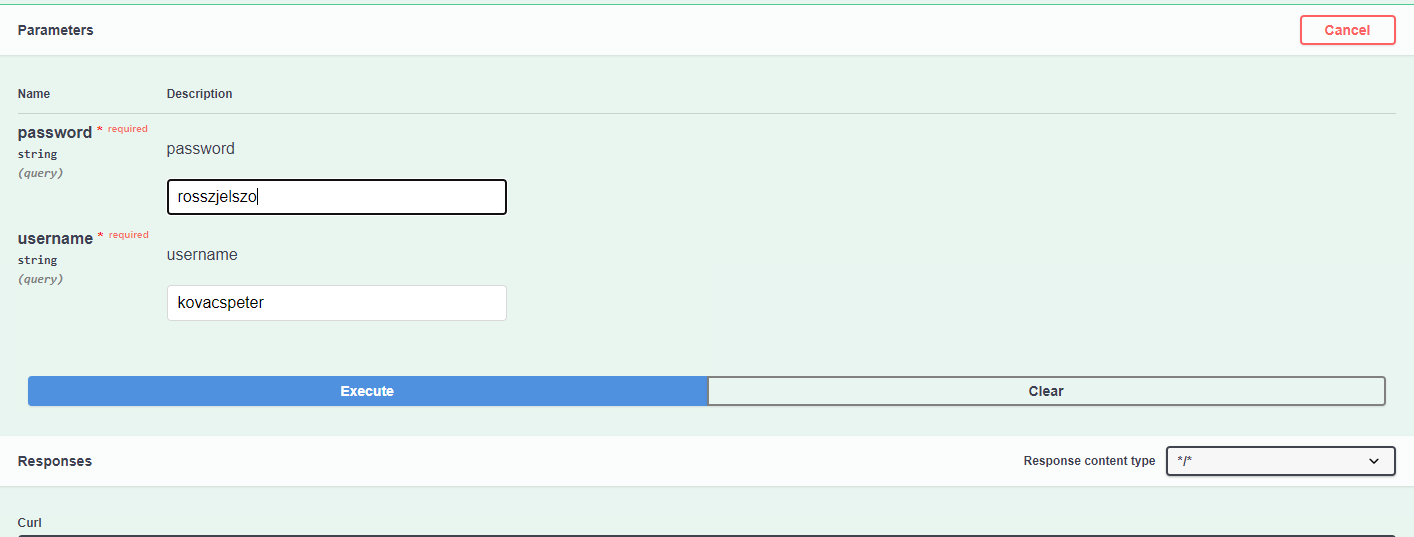 Parameters
Cancel
Name Description
password * required
string
(query)
password
rosszjelszo
username * required
string
(query)
username
kovacspeter
Execute Clear
Responses Response content type */*
Curl